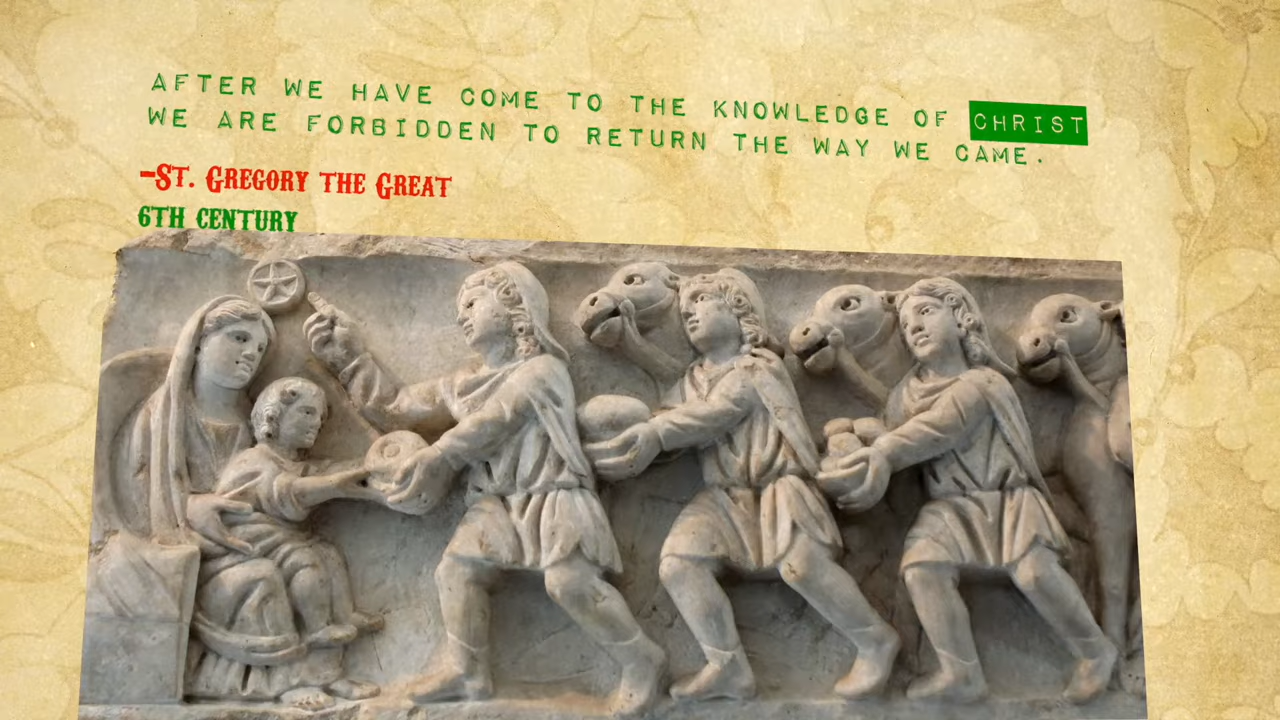 AFTER WE HAVE COME TO THE KNOWLEDGE OF CHRIST
WE ARE FORBIDDEN TO RETURN THE WAY WE CAME.
-ST. GREGORY THE GREAT
6TH CENTURY